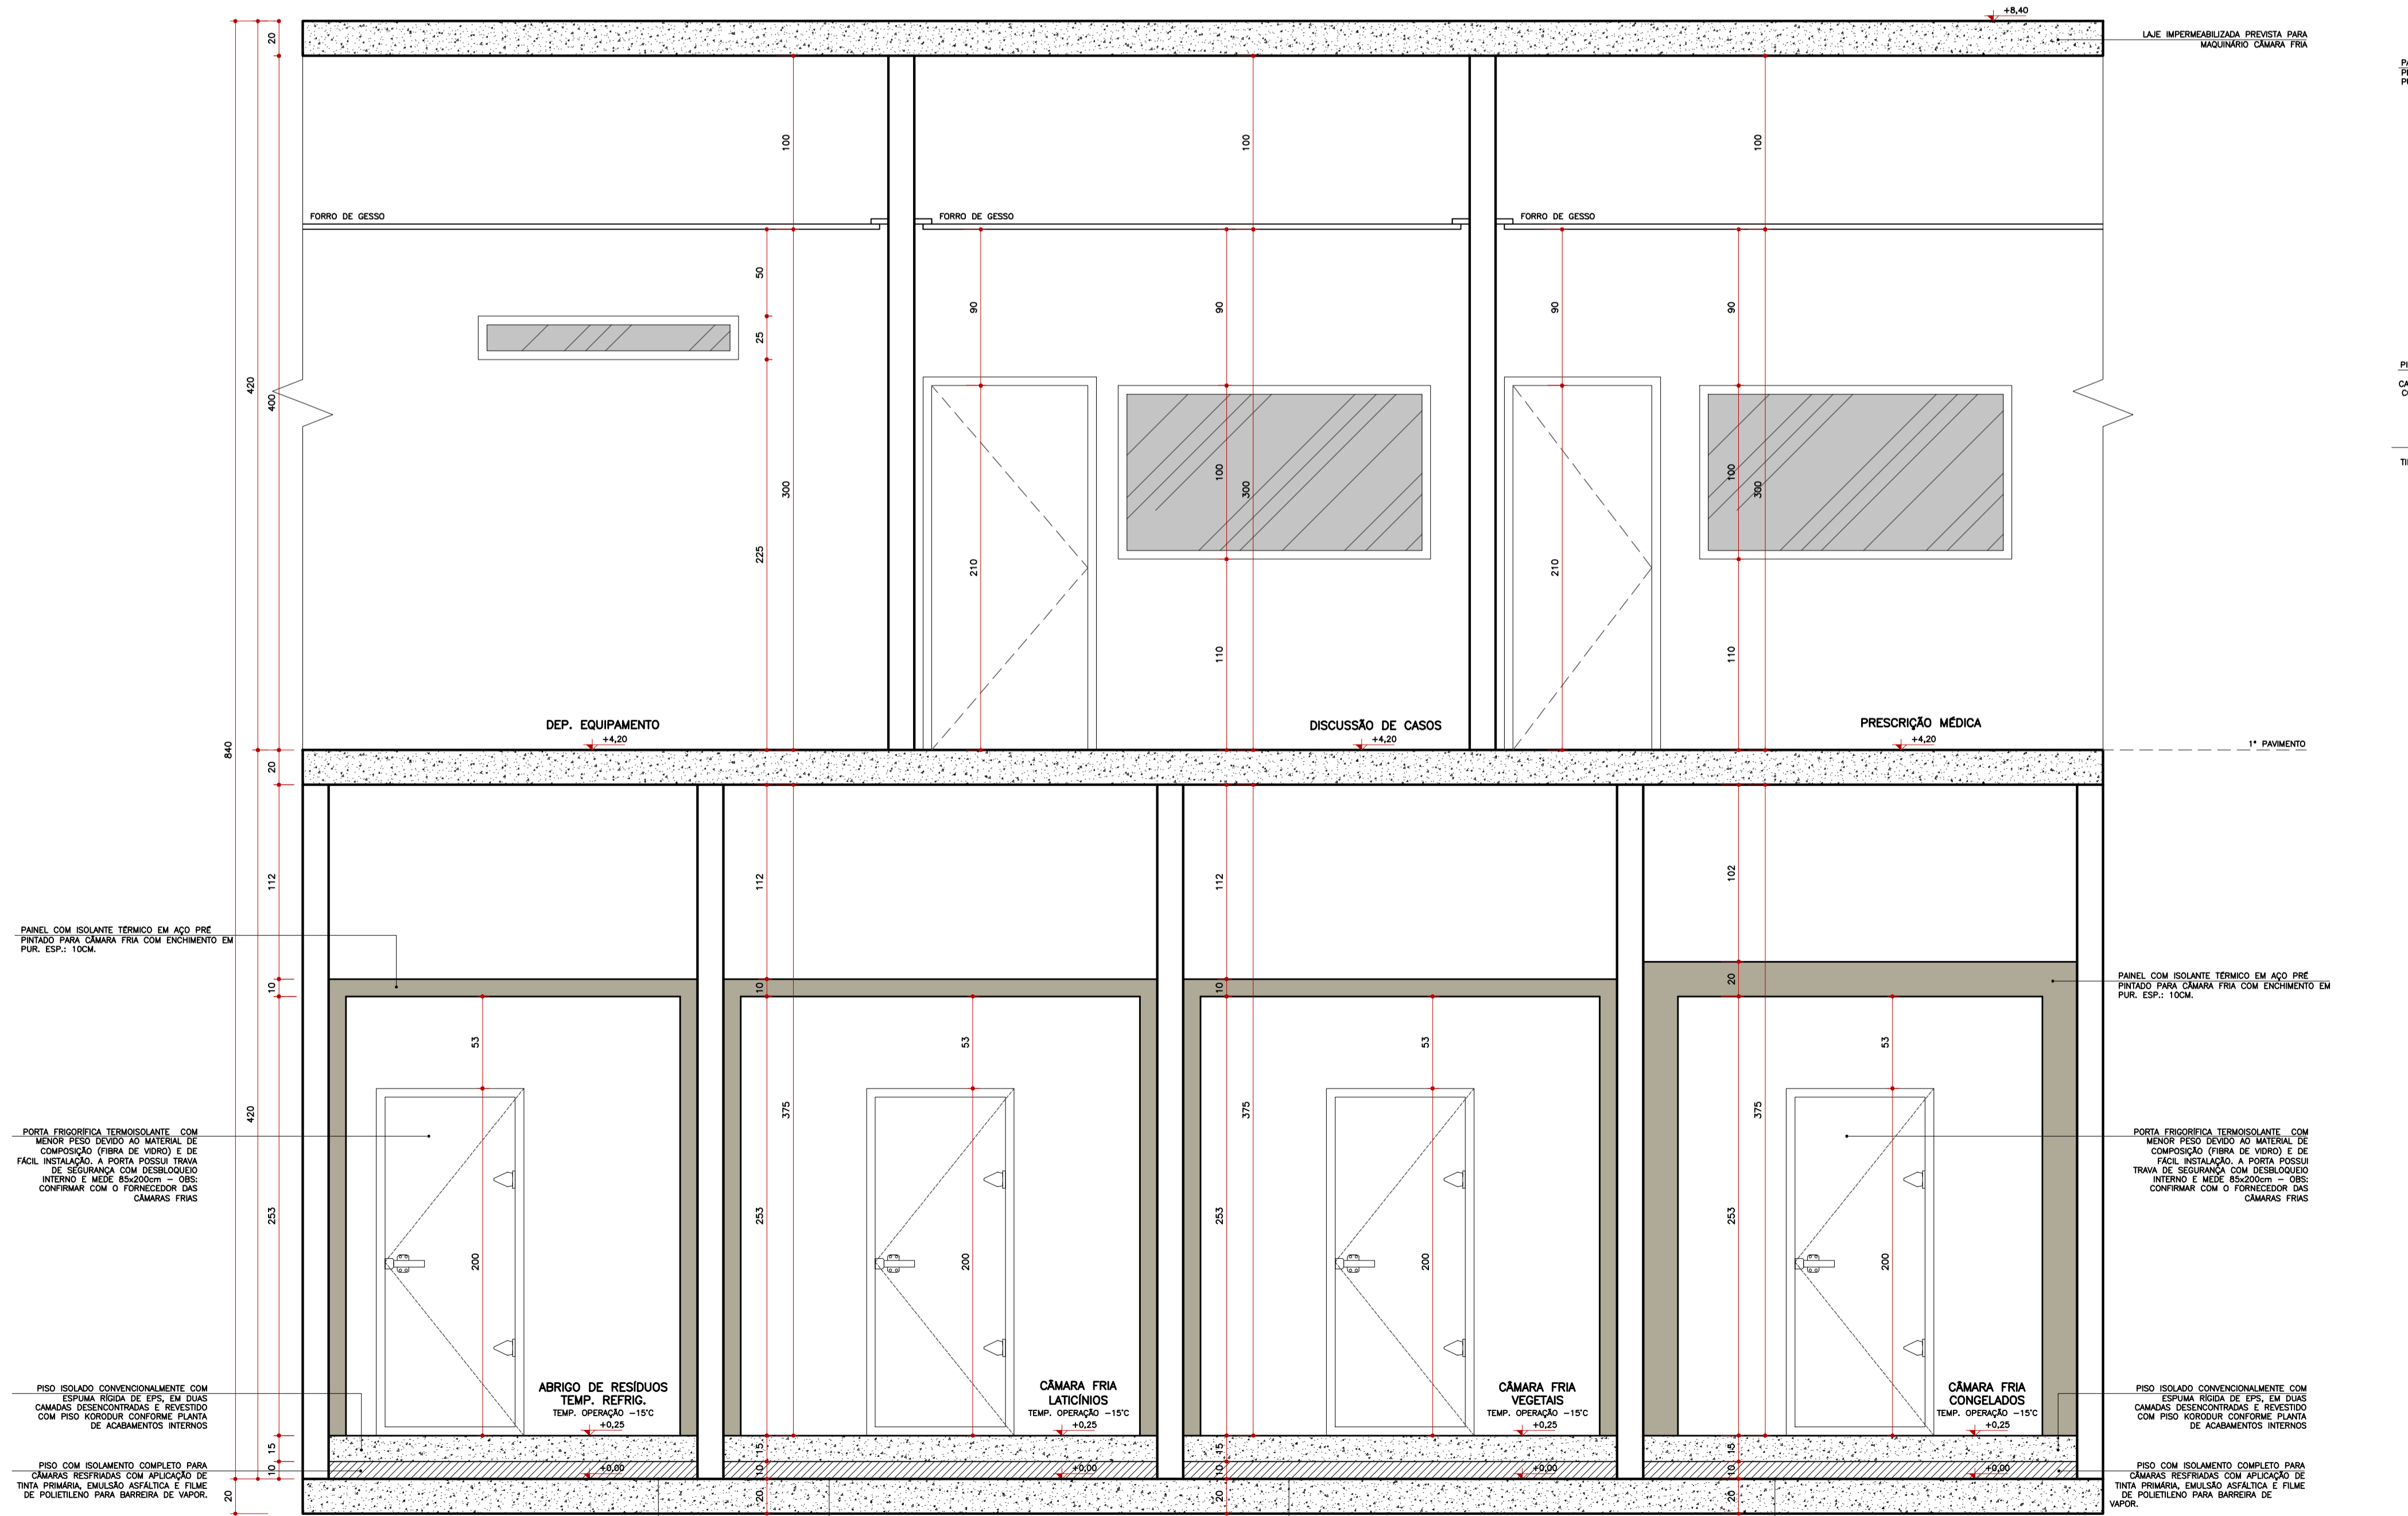 +8,40
LAJE IMPERMEABILIZADA PREVISTA PARA
MAQUINÁRIO CÂMARA FRIA
20
100
100
100
FORRO DE GESSO
FORRO DE GESSO
FORRO DE GESSO
50
90
90
90
90
25
420
400
300
100
300
100
300
225
210
210
110
110
DEP. EQUIPAMENTO
+4,20
DISCUSSÃO DE CASOS
+4,20
PRESCRIÇÃO MÉDICA
+4,20
1° PAVIMENTO
840
20
112
112
112
102
PAINEL COM ISOLANTE TÉRMICO EM AÇO PRÉ
PINTADO PARA CÂMARA FRIA COM ENCHIMENTO EM
PUR. ESP.: 10CM.
10
10
10
20
PAINEL COM ISOLANTE TÉRMICO EM AÇO PRÉ
PINTADO PARA CÂMARA FRIA COM ENCHIMENTO EM
PUR. ESP.: 10CM.
53
53
53
53
420
375
375
375
PORTA FRIGORÍFICA TERMOISOLANTE COM
MENOR PESO DEVIDO AO MATERIAL DE
COMPOSIÇÃO (FIBRA DE VIDRO) E DE
FÁCIL INSTALAÇÃO. A PORTA POSSUI TRAVA
DE SEGURANÇA COM DESBLOQUEIO
INTERNO E MEDE 85x200cm – OBS:
CONFIRMAR COM O FORNECEDOR DAS
CÂMARAS FRIAS
PORTA FRIGORÍFICA TERMOISOLANTE COM
MENOR PESO DEVIDO AO MATERIAL DE
COMPOSIÇÃO (FIBRA DE VIDRO) E DE
FÁCIL INSTALAÇÃO. A PORTA POSSUI
TRAVA DE SEGURANÇA COM DESBLOQUEIO
INTERNO E MEDE 85x200cm – OBS:
CONFIRMAR COM O FORNECEDOR DAS
CÂMARAS FRIAS
253
253
253
253
200
200
200
200
ABRIGO DE RESÍDUOS
TEMP. REFRIG.
TEMP. OPERAÇÃO –15°C
+0,25
CÂMARA FRIA
LATICÍNIOS
TEMP. OPERAÇÃO –15°C
+0,25
CÂMARA FRIA
VEGETAIS
TEMP. OPERAÇÃO –15°C
+0,25
CÂMARA FRIA
CONGELADOS
TEMP. OPERAÇÃO –15°C
+0,25
PISO ISOLADO CONVENCIONALMENTE COM
ESPUMA RÍGIDA DE EPS, EM DUAS
CAMADAS DESENCONTRADAS E REVESTIDO
COM PISO KORODUR CONFORME PLANTA
DE ACABAMENTOS INTERNOS
PISO ISOLADO CONVENCIONALMENTE COM
ESPUMA RÍGIDA DE EPS, EM DUAS
CAMADAS DESENCONTRADAS E REVESTIDO
COM PISO KORODUR CONFORME PLANTA
DE ACABAMENTOS INTERNOS
15
15
15
15
10
+0,00
10
+0,00
10
+0,00
10
+0,00
PISO COM ISOLAMENTO COMPLETO PARA
CÂMARAS RESFRIADAS COM APLICAÇÃO DE
TINTA PRIMÁRIA, EMULSÃO ASFÁLTICA E FILME
DE POLIETILENO PARA BARREIRA DE VAPOR.
PISO COM ISOLAMENTO COMPLETO PARA
CÂMARAS RESFRIADAS COM APLICAÇÃO DE
TINTA PRIMÁRIA, EMULSÃO ASFÁLTICA E FILME
DE POLIETILENO PARA BARREIRA DE
VAPOR.
20
20
20
20